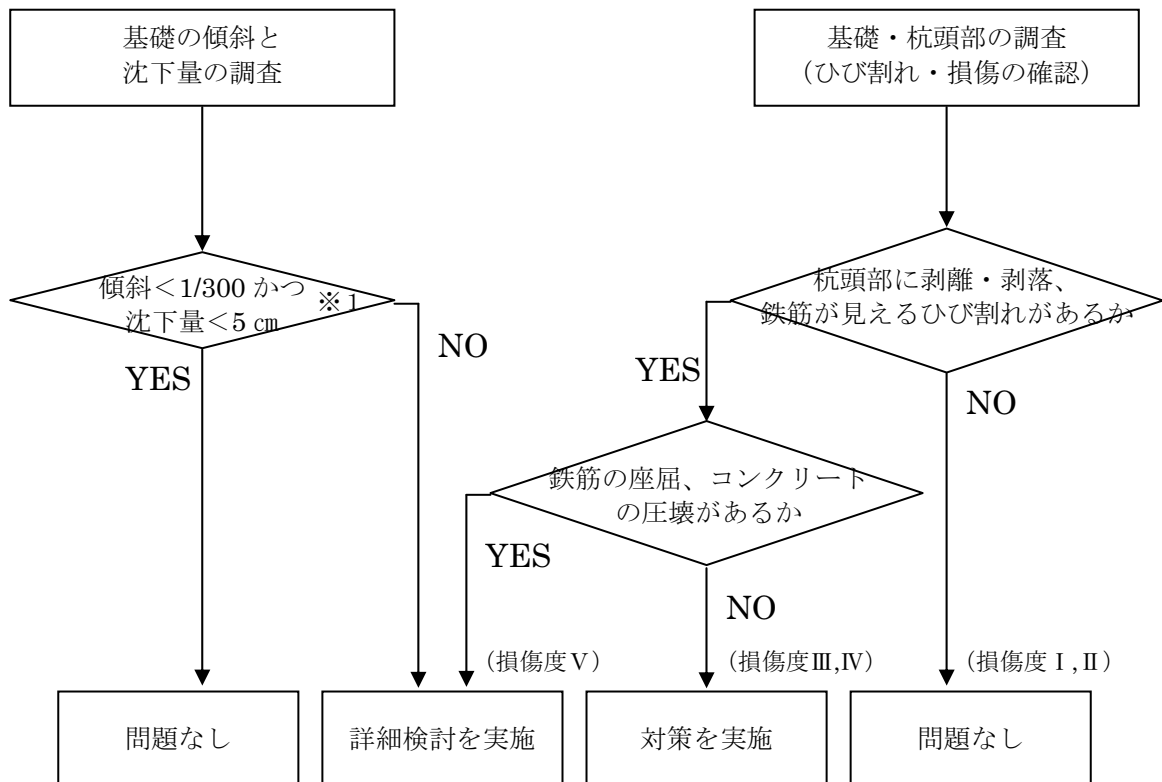 基礎の傾斜と
沈下量の調査
基礎・杭頭部の調査
（ひび割れ・損傷の確認）
傾斜＜1/300 かつ
沈下量＜5 ㎝
※1
杭頭部に剥離・剥落、
鉄筋が見えるひび割れがあるか
YES
NO
YES
NO
鉄筋の座屈、コンクリート
の圧壊があるか
YES
NO
（損傷度Ⅴ）
（損傷度Ⅲ,Ⅳ）
（損傷度Ⅰ,Ⅱ）
問題なし
詳細検討を実施
対策を実施
問題なし